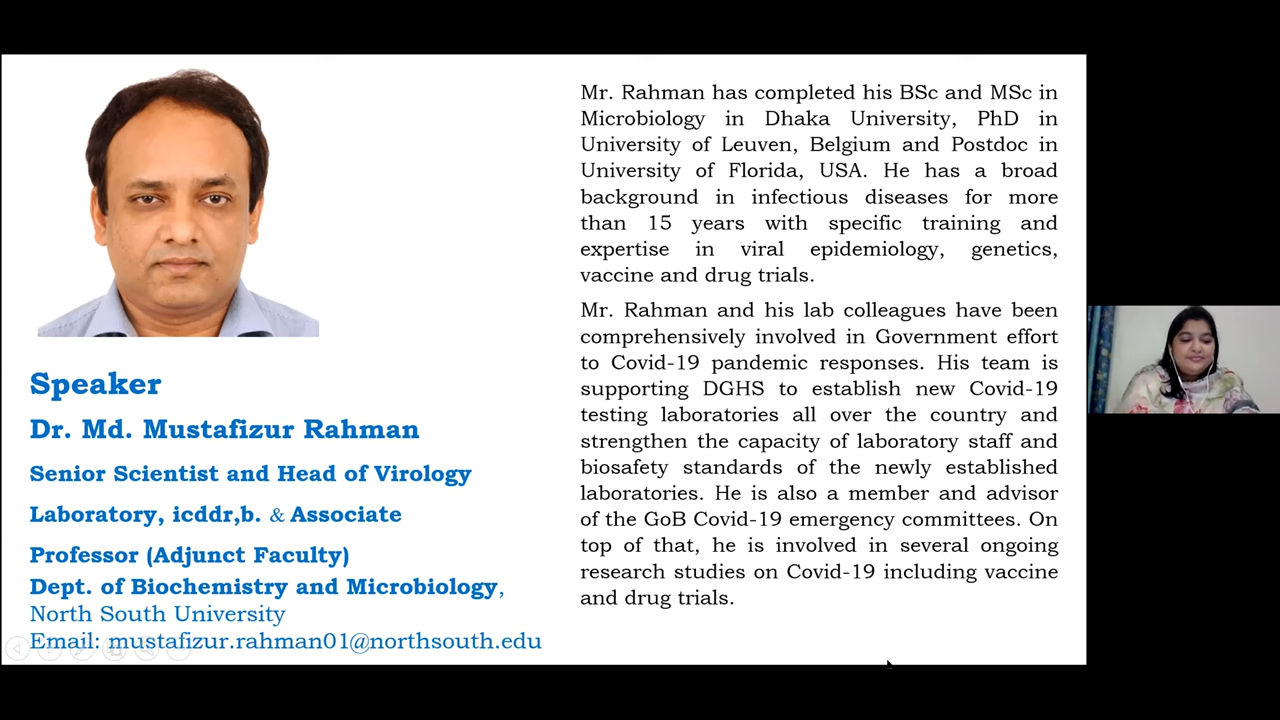 Speaker
Dr. Md. Mustafizur Rahman
Senior Scientist and Head of Virology
Laboratory, icddr,b. & Associate
Professor (Adjunct Faculty)
Dept. of Biochemistry and Microbiology,
North South University
Email: mustafizur.rahman01@northsouth.edu
Mr. Rahman has completed his BSc and MSc in
Microbiology in Dhaka University, PhD in
University of Leuven, Belgium and Postdoc in
University of Florida, USA. He has a broad
background in infectious diseases for more
than 15 years with specific training and
expertise in viral epidemiology, genetics,
vaccine and drug trials.
Mr. Rahman and his lab colleagues have been
comprehensively involved in Government effort
to Covid-19 pandemic responses. His team is
supporting DGHS to establish new Covid-19
testing laboratories all over the country and
strengthen the capacity of laboratory staff and
biosafety standards of the newly established
laboratories. He is also a member and advisor
of the GoB Covid-19 emergency committees. On
top of that, he is involved in several ongoing
research studies on Covid-19 including vaccine
and drug trials.